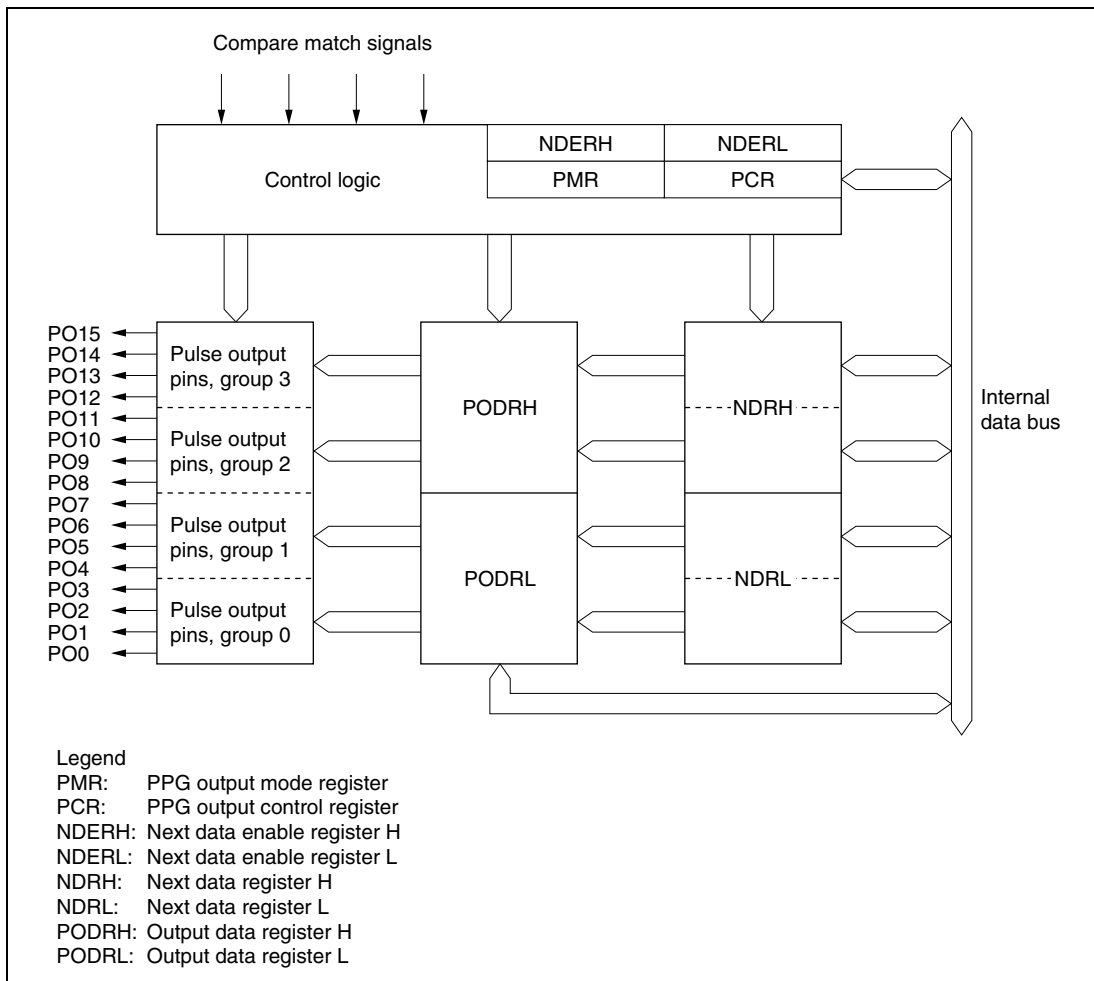 Compare match signals
NDERH
NDERL
Control logic
PMR
PCR
PO15
PO14
PO13
PO12
PO11
PO10
PO9
PO8
PO7
PO6
PO5
PO4
PO3
PO2
PO1
PO0
Pulse output
pins, group 3
Pulse output
pins, group 2
Pulse output
pins, group 1
Pulse output
pins, group 0
PODRH
PODRL
NDRH
NDRL
Internal
data bus
Legend
PMR: PPG output mode register
PCR: PPG output control register
NDERH: Next data enable register H
NDERL: Next data enable register L
NDRH: Next data register H
NDRL: Next data register L
PODRH: Output data register H
PODRL: Output data register L